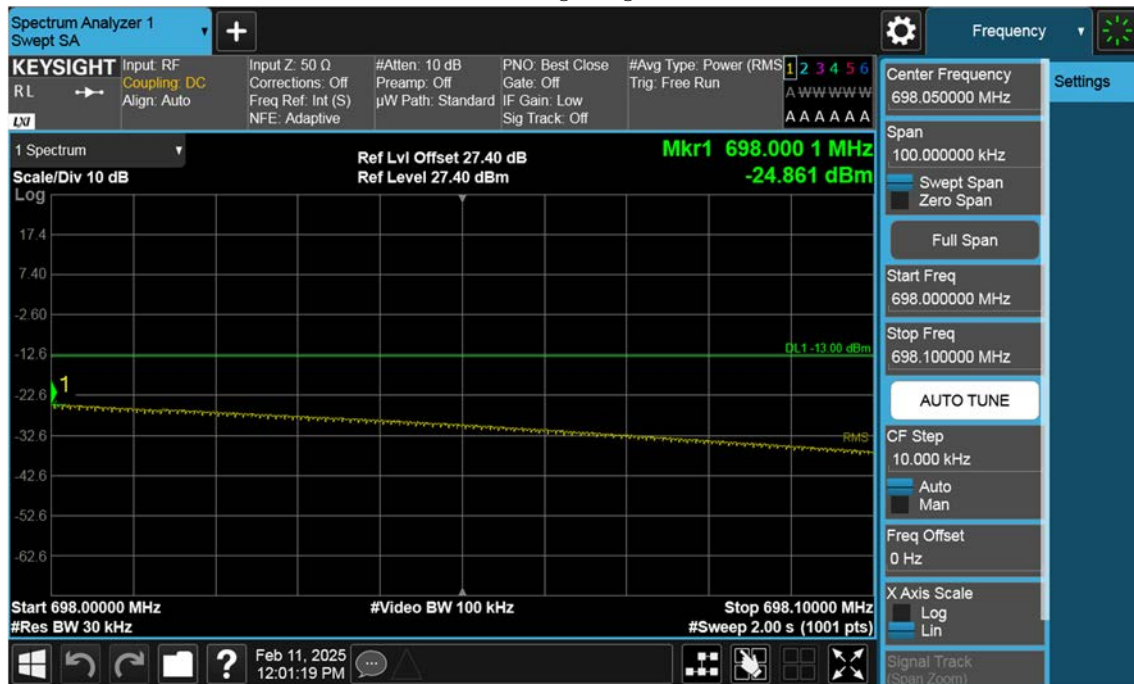 Spectrum Analyzer 1
Swept SA
+
Frequency
KEYSIGHT
RL
LXI
Input: RF
Coupling: DC
Align: Auto
Input Z: 50 Ω
Corrections: Off
Freq Ref: Int (S)
NFE: Adaptive
#Atten: 10 dB
Preamp: Off
µW Path: Standard
PNO: Best Close
Gate: Off
IF Gain: Low
Sig Track: Off
#Avg Type: Power (RMS
Trig: Free Run
1 2 3 4 5 6
A W W W W W
A A A A A A
1 Spectrum
Scale/Div 10 dB
Ref Lvl Offset 27.40 dB
Ref Level 27.40 dBm
Mkr1 698.000 1 MHz
-24.861 dBm
Log
17.4
7.40
-2.60
-12.6
DL1 -13.00 dBm
-22.6
1
-32.6
RMS
-42.6
-52.6
-62.6
Start 698.00000 MHz
#Res BW 30 kHz
#Video BW 100 kHz
Stop 698.10000 MHz
#Sweep 2.00 s (1001 pts)
?
Feb 11, 2025
12:01:19 PM
Center Frequency
698.050000 MHz
Span
100.000000 kHz
Swept Span
Zero Span
Full Span
Start Freq
698.000000 MHz
Stop Freq
698.100000 MHz
AUTO TUNE
CF Step
10.000 kHz
Auto
Man
Freq Offset
0 Hz
X Axis Scale
Log
Lin
Signal Track
(Span Zoom)
Settings